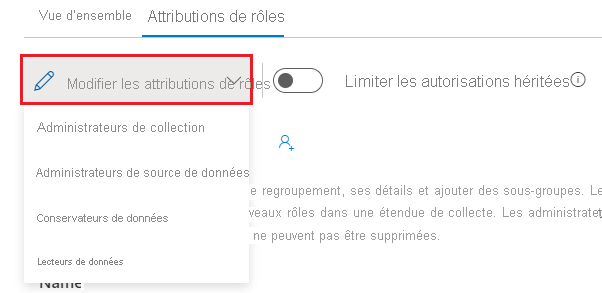 Vue d'ensemble Attributions de rôles
Modifier les attributions de rôles Limiter les autorisations héritées
Administrateurs de collection
Administrateurs de source de données
e regroupement, ses détails et ajouter des sous-groupes. Le
Conservateurs de données veaux rôles dans une étendue de collecte. Les administrat
ne peuvent pas être supprimées.
Lecteurs de données
Name